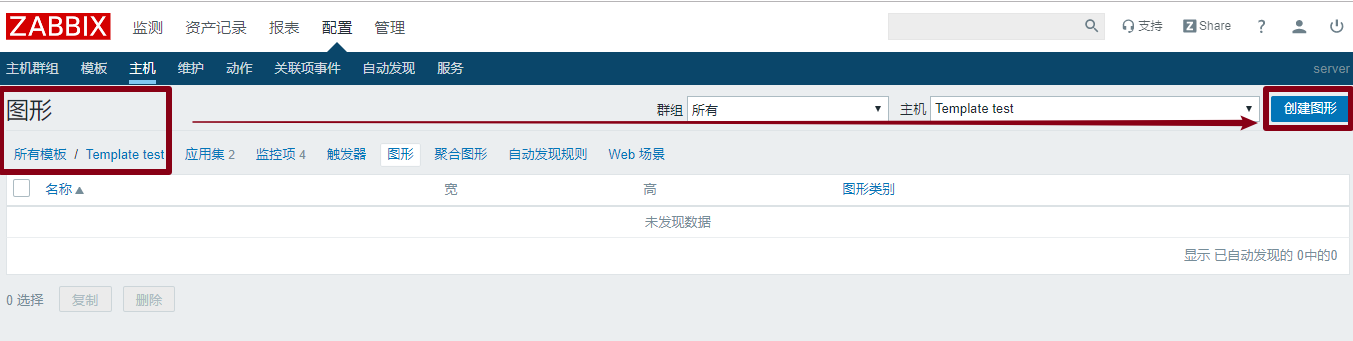 ZABBIX 监测 资产记录 报表 配置 管理 支持 Z Share ?
主机群组 模板 主机 维护 动作 关联项事件 自动发现 服务 server
图形 群组 所有 主机 Template test 创建图形
所有模板 / Template test 应用集 2 监控项 4 触发器 图形 聚合图形 自动发现规则 Web 场景
名称 宽 高 图形类别
未发现数据
显示 已自动发现的 0中的0
0 选择 复制 删除